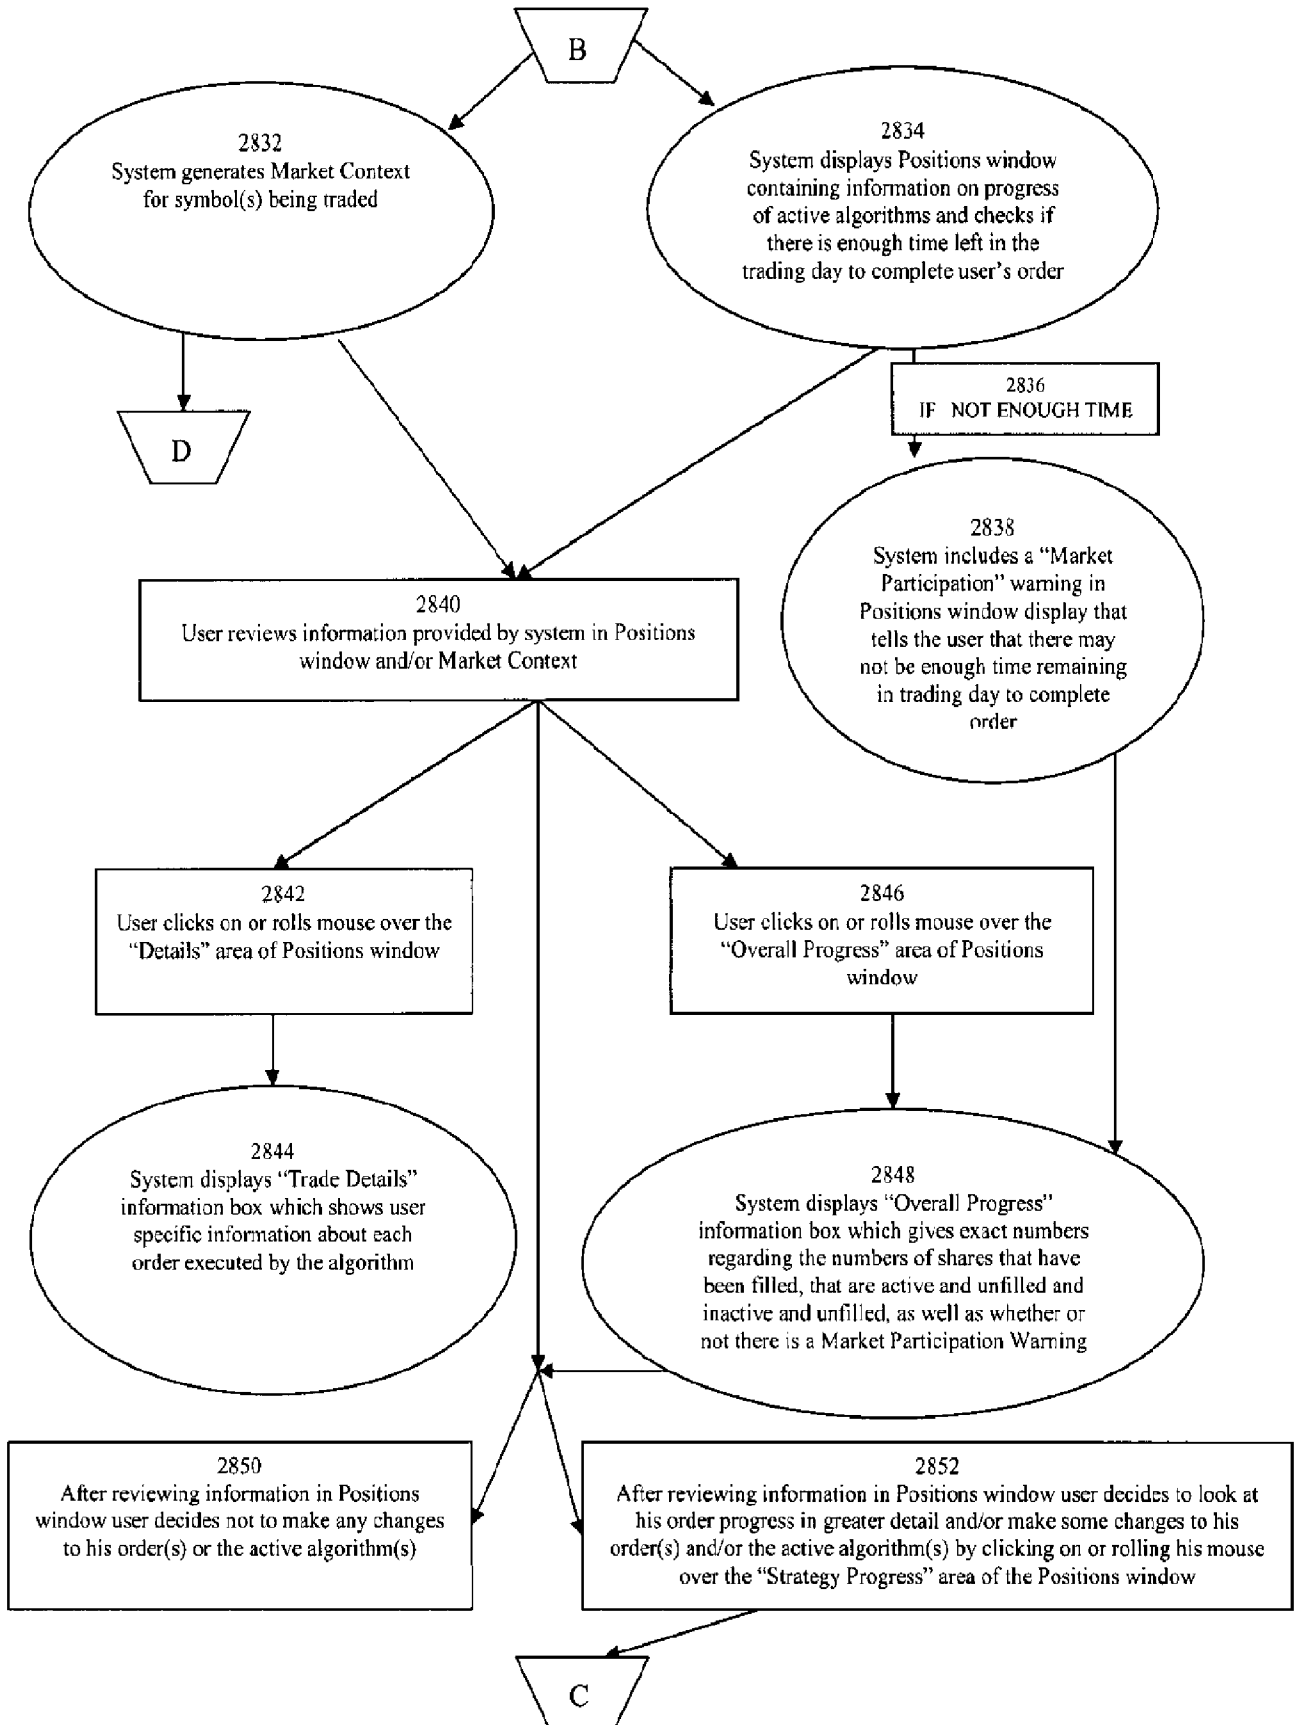 B
2832
System generates Market Context
for symbol(s) being traded
2834
System displays Positions window
containing information on progress
of active algorithms and checks if
there is enough time left in the
trading day to complete user's order
2836
IF NOT ENOUGH TIME
D
2838
System includes a “Market
Participation” warning in
Positions window display that
tells the user that there may
not be enough time remaining
in trading day to complete
order
2840
User reviews information provided by system in Positions
window and/or Market Context
2842
User clicks on or rolls mouse over the
“Details” area of Positions window
2846
User clicks on or rolls mouse over the
“Overall Progress” area of Positions
window
2844
System displays “Trade Details”
information box which shows user
specific information about each
order executed by the algorithm
2848
System displays “Overall Progress”
information box which gives exact numbers
regarding the numbers of shares that have
been filled, that are active and unfilled and
inactive and unfilled, as well as whether or
not there is a Market Participation Warning
2850
After reviewing information in Positions
window user decides not to make any changes
to his order(s) or the active algorithm(s)
2852
After reviewing information in Positions window user decides to look at
his order progress in greater detail and/or make some changes to his
order(s) and/or the active algorithm(s) by clicking on or rolling his mouse
over the “Strategy Progress” area of the Positions window
C